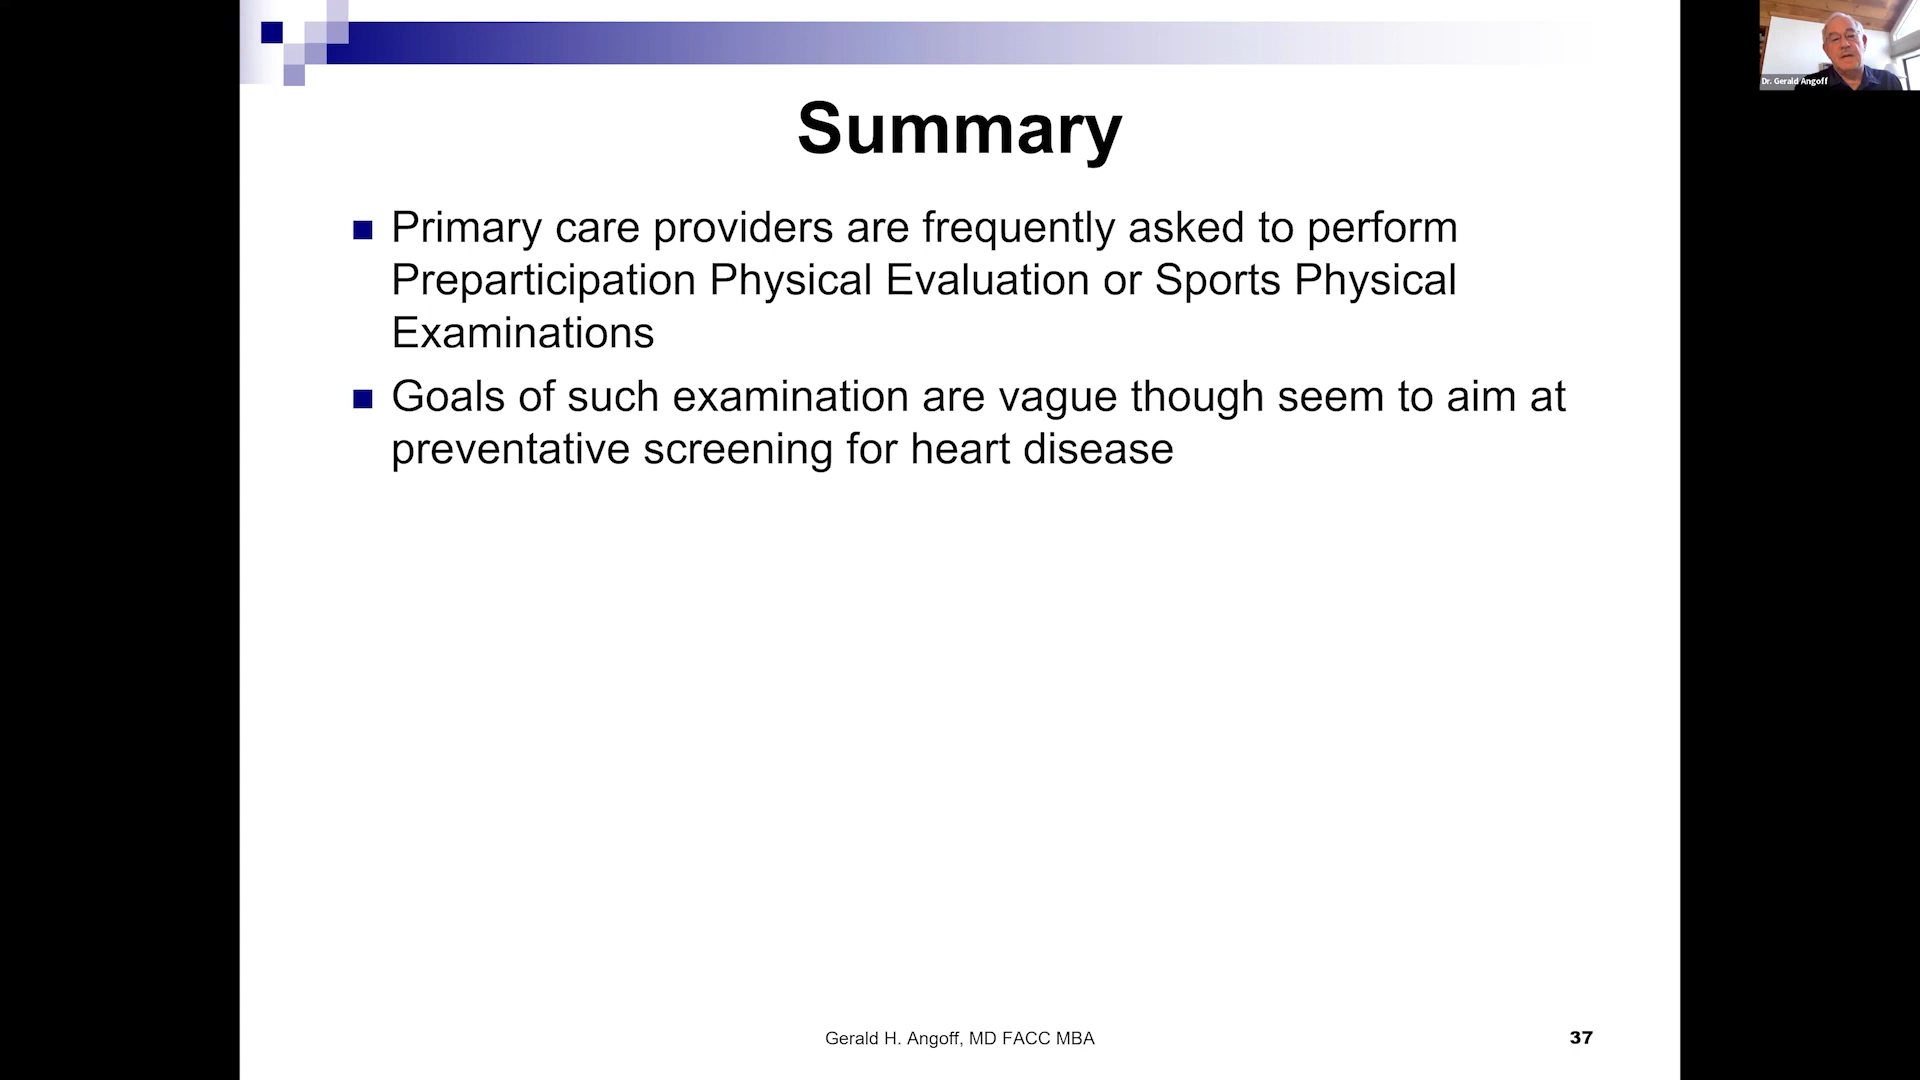 Dr. Gerald Angoff
Summary
Primary care providers are frequently asked to perform
Preparticipation Physical Evaluation or Sports Physical
Examinations
Goals of such examination are vague though seem to aim at
preventative screening for heart disease
Gerald H. Angoff, MD FACC MBA
37